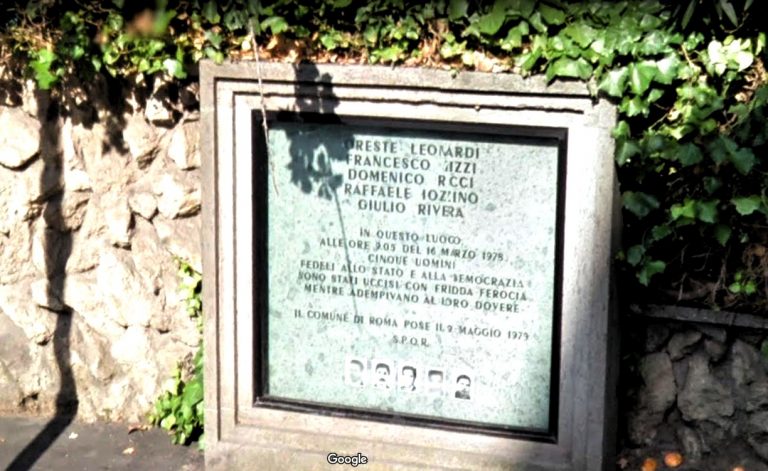 ORESTE LEONARDI
FRANCESCO ZIZZI
DOMENICO RICCI
RAFFAELE IOZZINO
GIULIO RIVERA
IN QUESTO LUOGO
ALLE ORE 9.05 DEL 16 MARZO 1978
CINQUE UOMINI
FEDELI ALLO STATO E ALLA DEMOCRAZIA
SONO STATI UCCISI CON FREDDA FEROCIA
MENTRE ADEMPIVANO AL LORO DOVERE
IL COMUNE DI ROMA POSE IL 9 MAGGIO 1979
S.P.Q.R.
Google